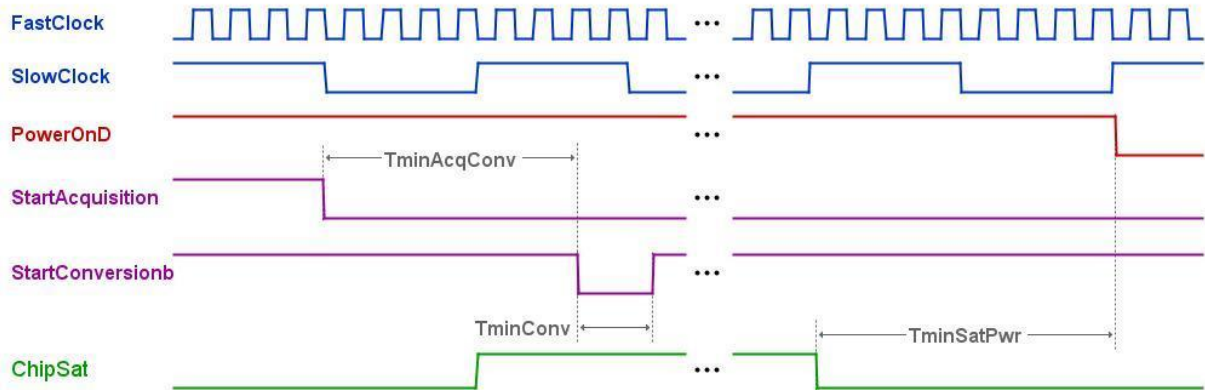 FastClock
...
SlowClock
...
PowerOnD
...
TminAcqConv
StartAcquisition
...
StartConversionb
...
TminConv
TminSatPwr
ChipSat
...